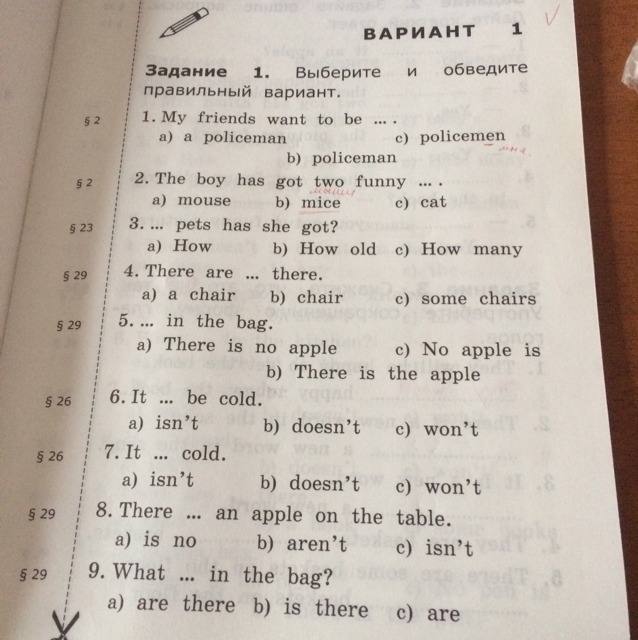 ВАРИАНТ 1
Задание 1. Выберите и обведите
правильный вариант.
§ 2 1. My friends want to be ... .
a) a policeman c) policemen
b) policeman
§ 2 2. The boy has got two funny ... .
мыши
a) mouse b) mice c) cat
§ 23 3. ... pets has she got?
a) How b) How old c) How many
§ 29 4. There are ... there.
a) a chair b) chair c) some chairs
§ 29 5. ... in the bag.
a) There is no apple c) No apple is
b) There is the apple
§ 26 6. It ... be cold.
a) isn't b) doesn't c) won't
§ 26 7. It ... cold.
a) isn't b) doesn't c) won't
§ 29 8. There ... an apple on the table.
a) is no b) aren't c) isn't
§ 29 9. What ... in the bag?
a) are there b) is there c) are